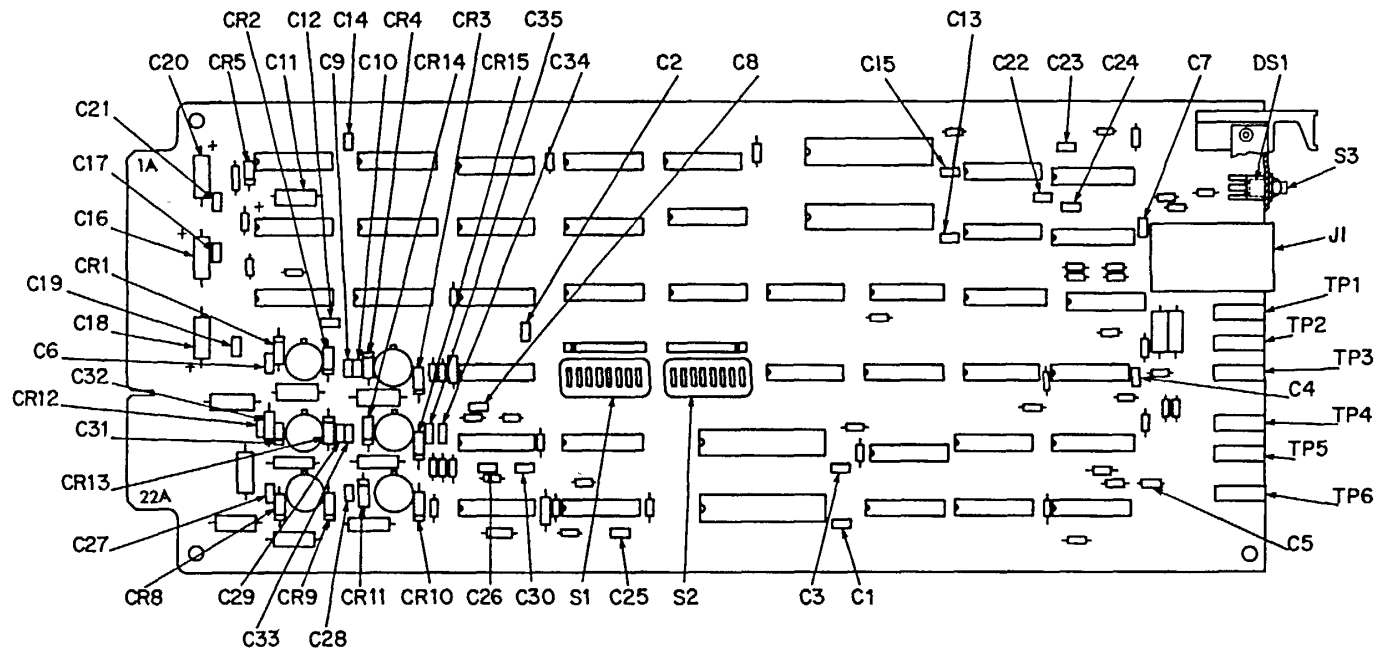 CR2 C12 C14 CR4 CR3 C35 C13
C20 CR5 C11 C9 C10 CR14 CR15 C34 C2 C8 C15 C22 C23 C24 C7 DS1
C21
C17
C16
CR1
C19
C18
C6
C32
CR12
C31
CR13
C27
1A
+
+
+
+
22A
S3
J1
TP1
TP2
TP3
C4
TP4
TP5
TP6
C5
CR8 C29 CR9 CR11 CR10 C26 C30 S1 C25 S2 C3 C1
C33 C28